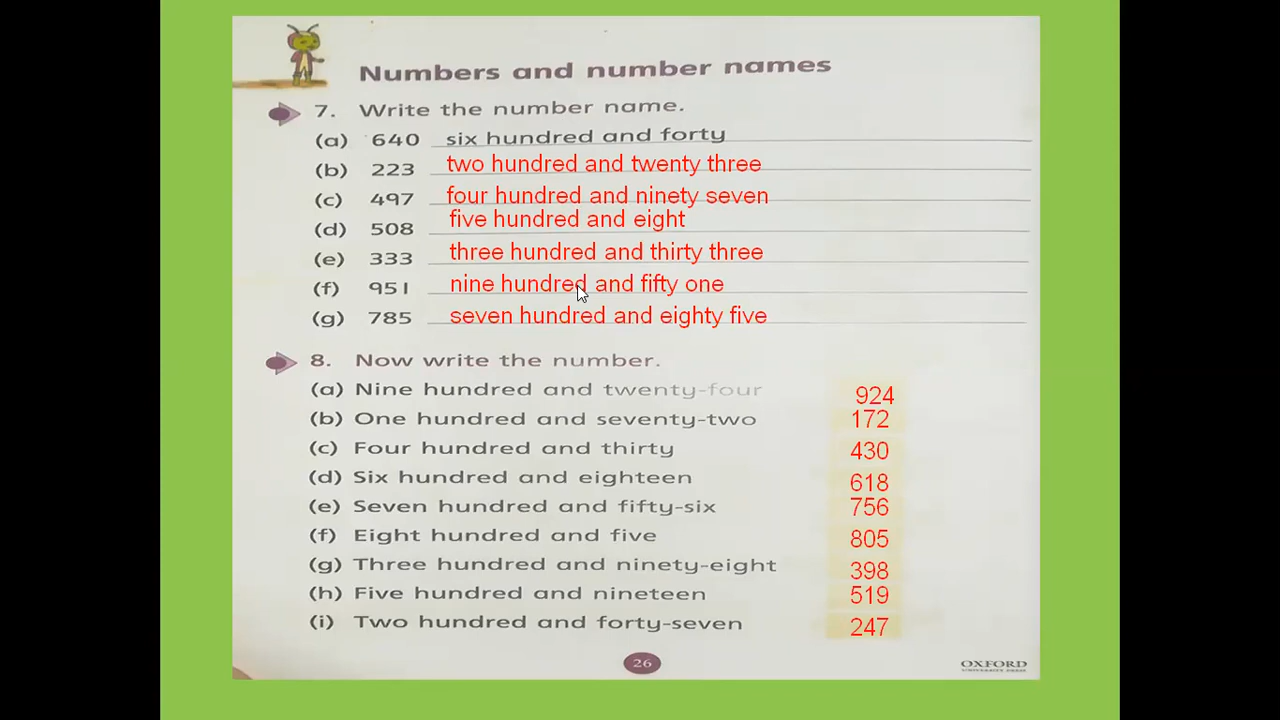 Numbers and number names
7. Write the number name.
(a) 640 six hundred and forty
(b) 223 two hundred and twenty three
(c) 497 four hundred and ninety seven
(d) 508 five hundred and eight
(e) 333 three hundred and thirty three
(f) 951 nine hundred and fifty one
(g) 785 seven hundred and eighty five
8. Now write the number.
(a) Nine hundred and twenty-four 924
(b) One hundred and seventy-two 172
(c) Four hundred and thirty 430
(d) Six hundred and eighteen 618
(e) Seven hundred and fifty-six 756
(f) Eight hundred and five 805
(g) Three hundred and ninety-eight 398
(h) Five hundred and nineteen 519
(i) Two hundred and forty-seven 247
26
OXFORD
UNIVERSITY PRESS